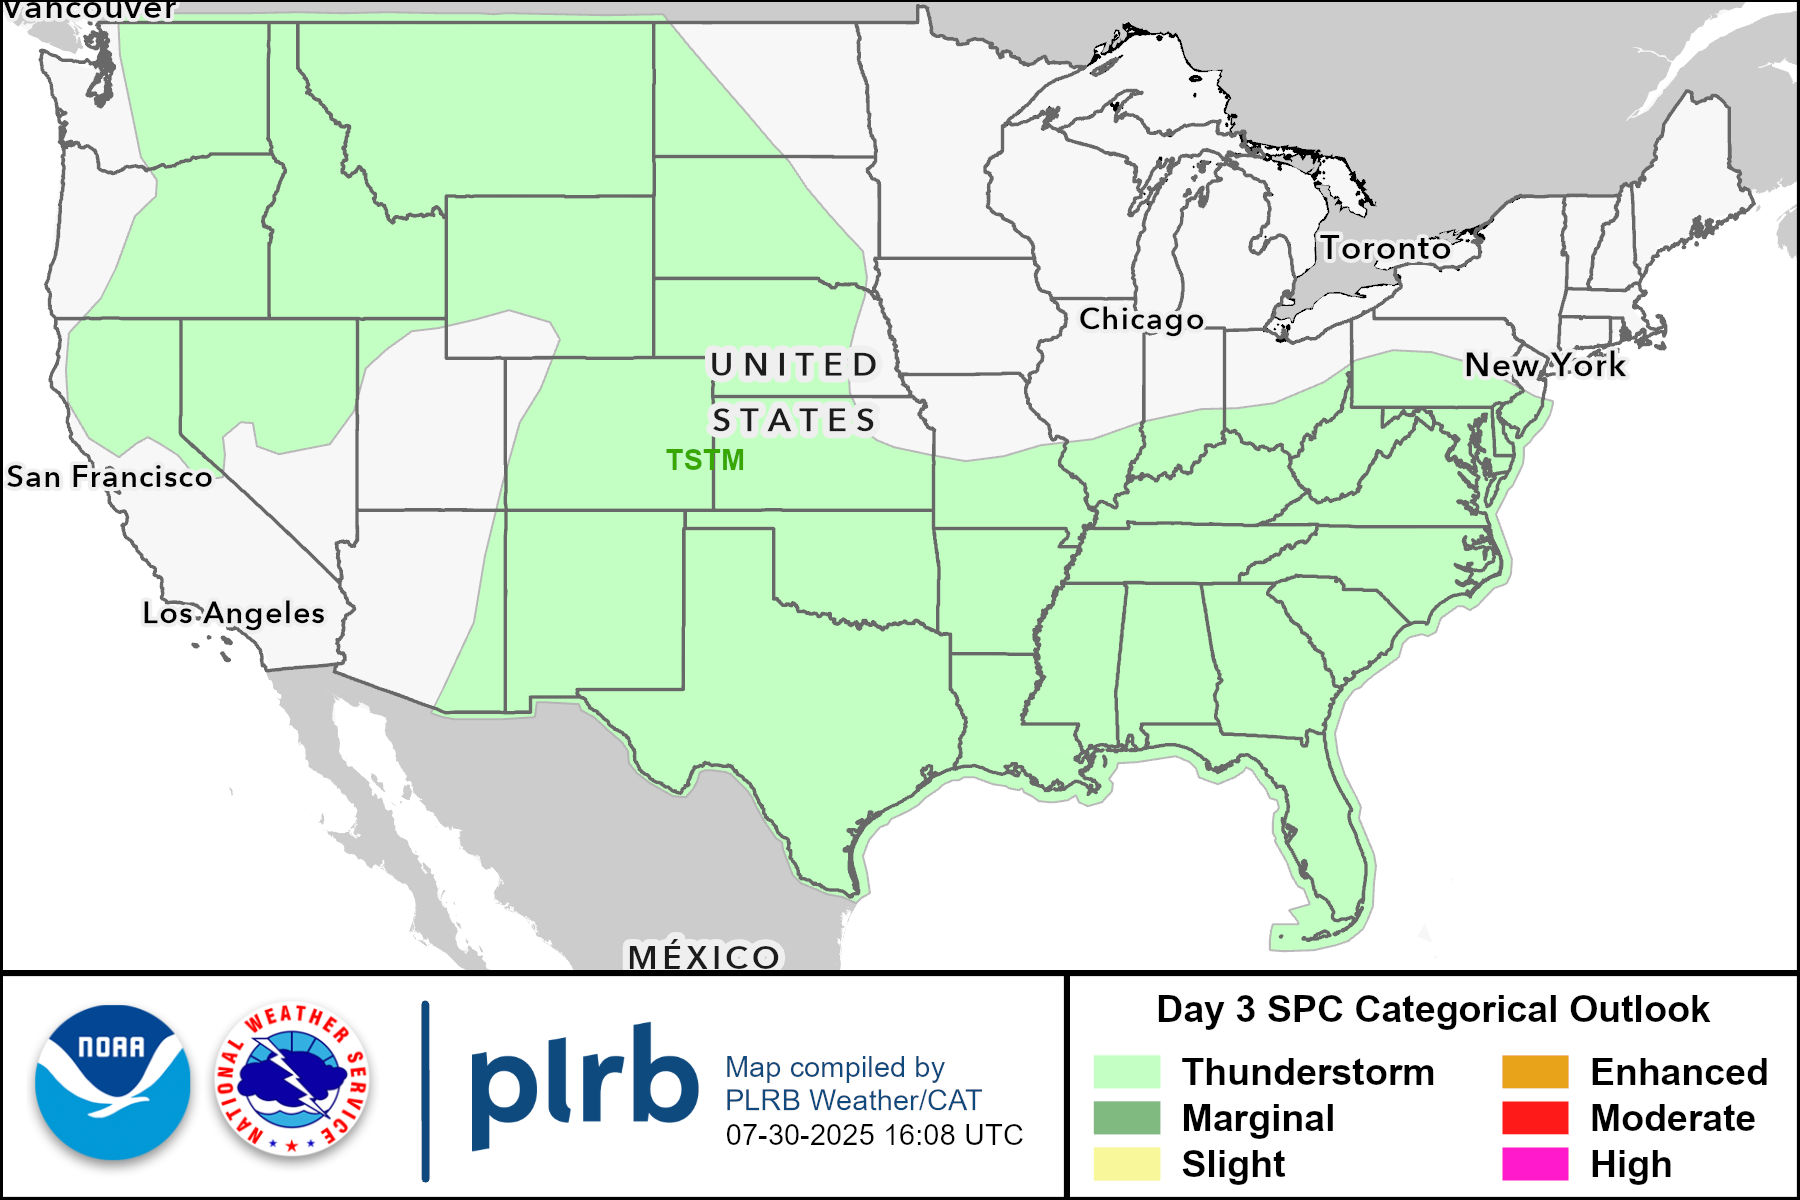 Vancouver
Toronto
Chicago
New York
UNITED
STATES
TSTM
San Francisco
Los Angeles
MÉXICO
NOAA
NATIONAL WEATHER SERVICE
plrb
Map compiled by
PLRB Weather/CAT
07-30-2025 16:08 UTC
Day 3 SPC Categorical Outlook
Thunderstorm
Marginal
Slight
Enhanced
Moderate
High